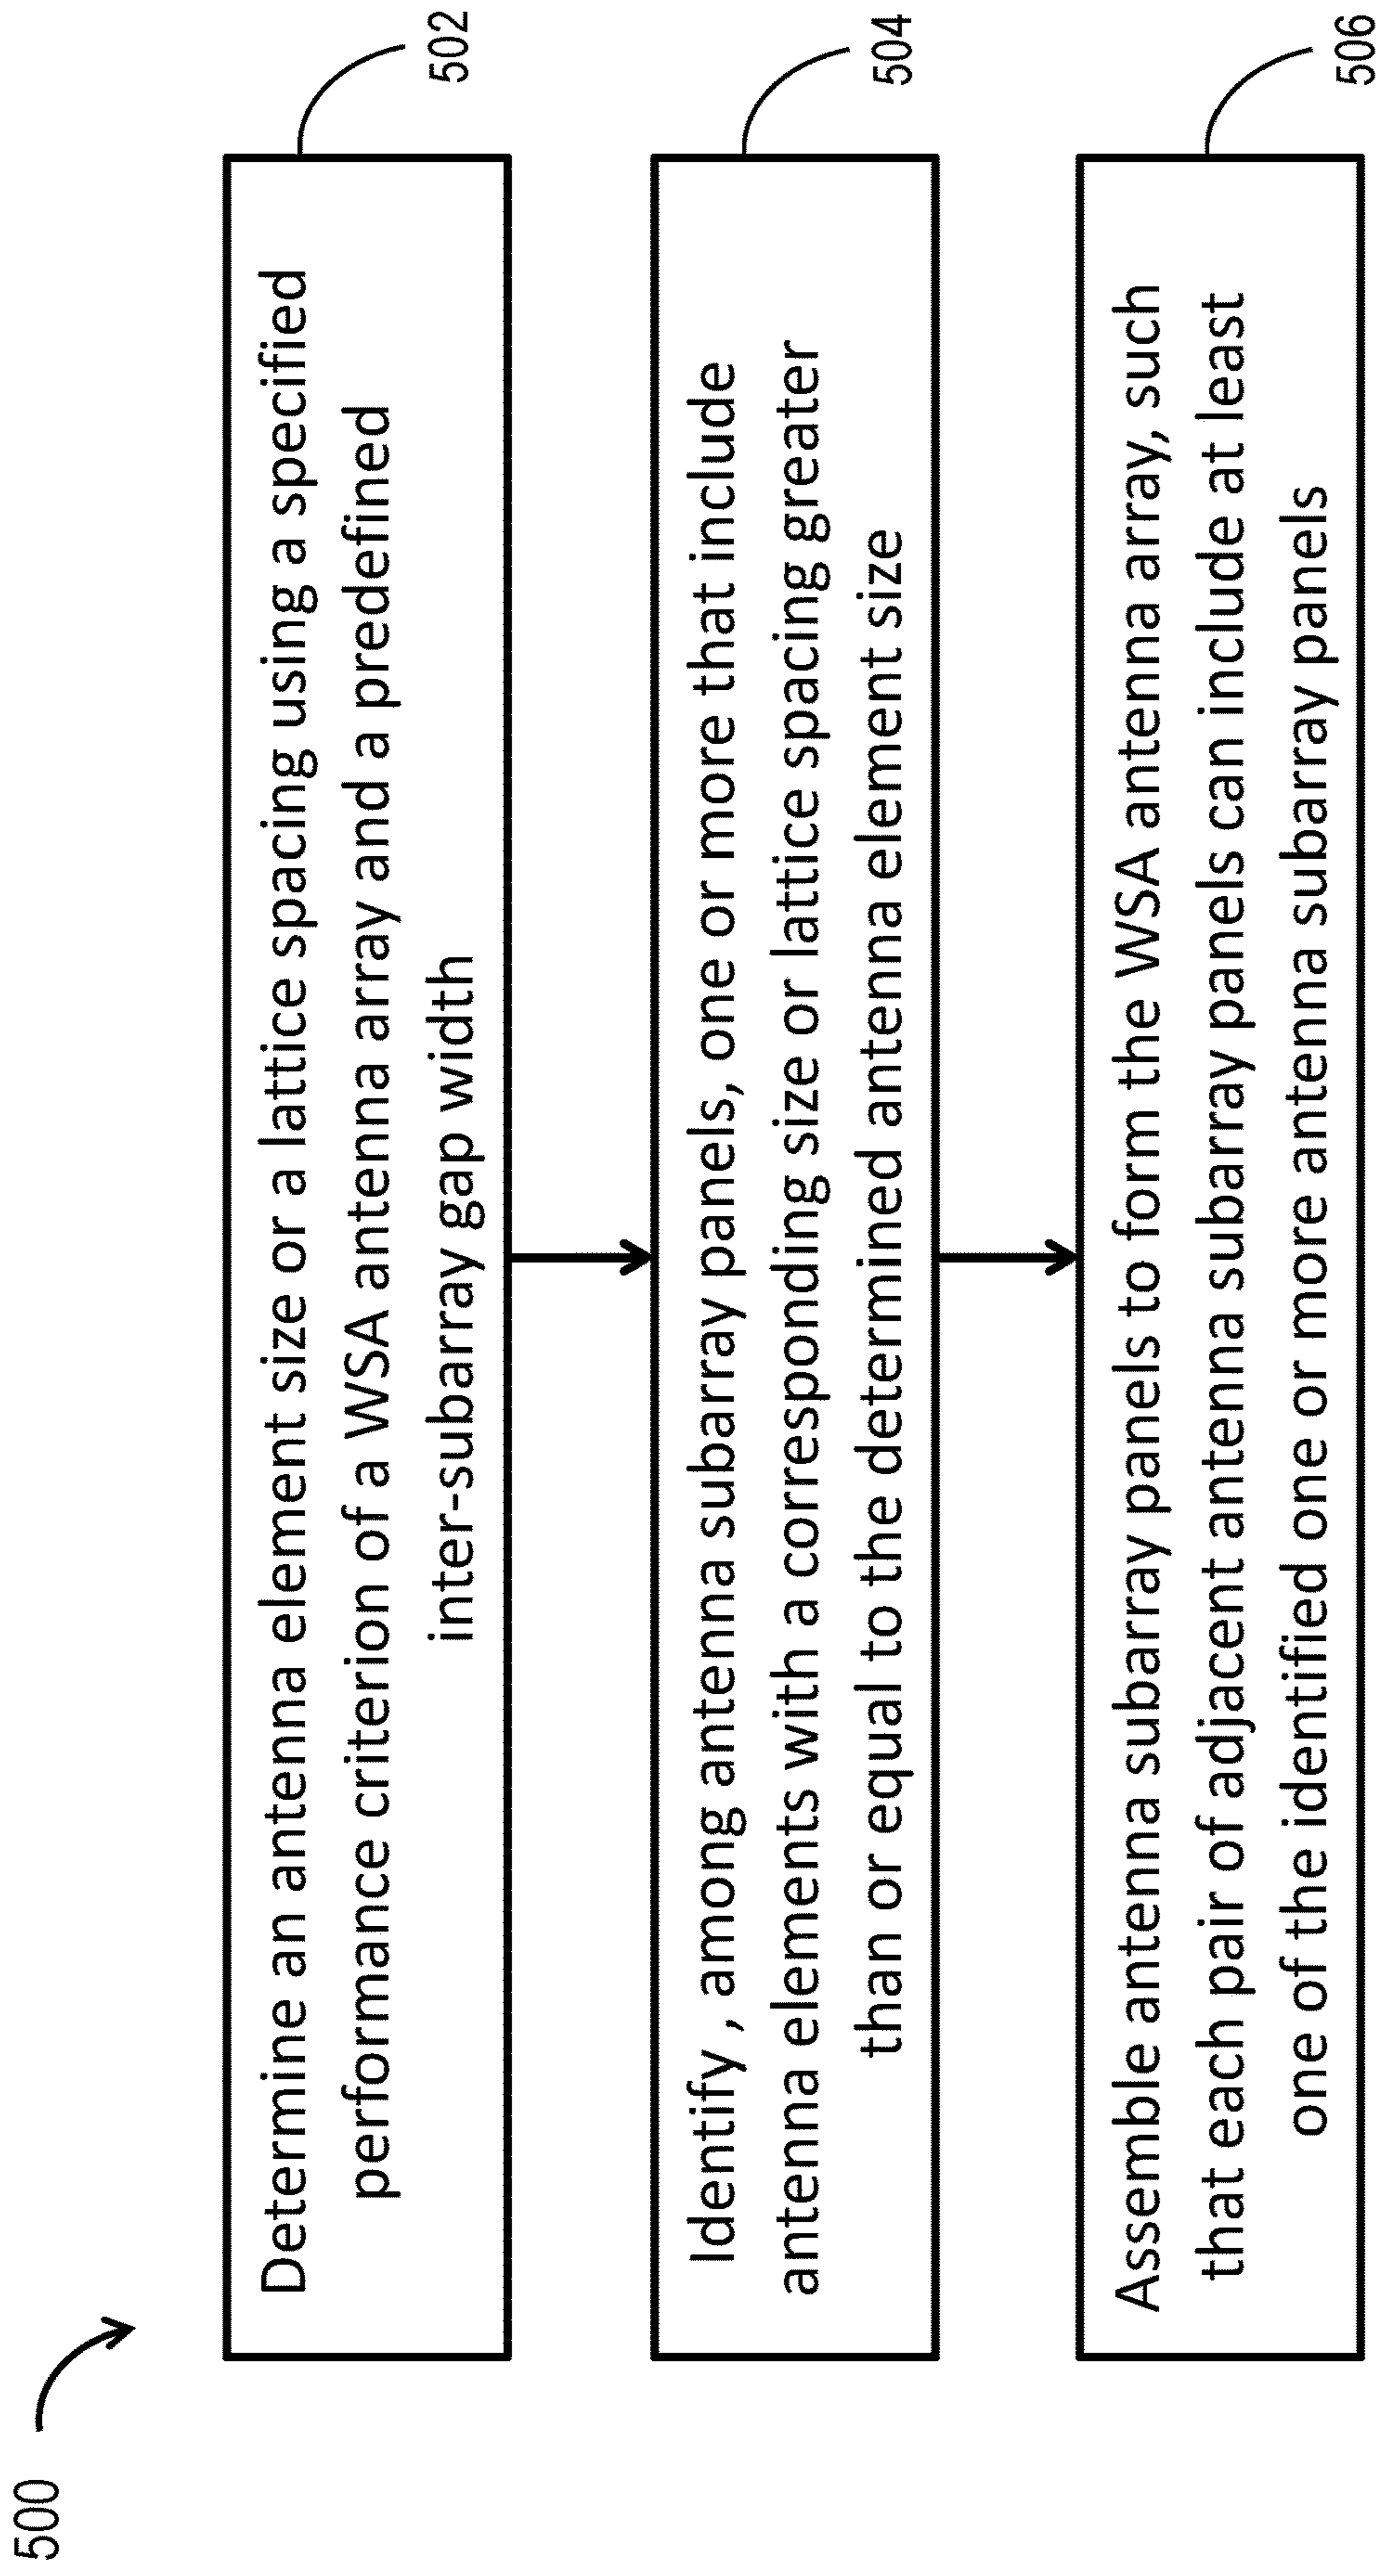 500
Determine an antenna element size or a lattice spacing using a specified
performance criterion of a WSA antenna array and a predefined
inter-subarray gap width
502
Identify , among antenna subarray panels, one or more that include
antenna elements with a corresponding size or lattice spacing greater
than or equal to the determined antenna element size
504
Assemble antenna subarray panels to form the WSA antenna array, such
that each pair of adjacent antenna subarray panels can include at least
one of the identified one or more antenna subarray panels
506